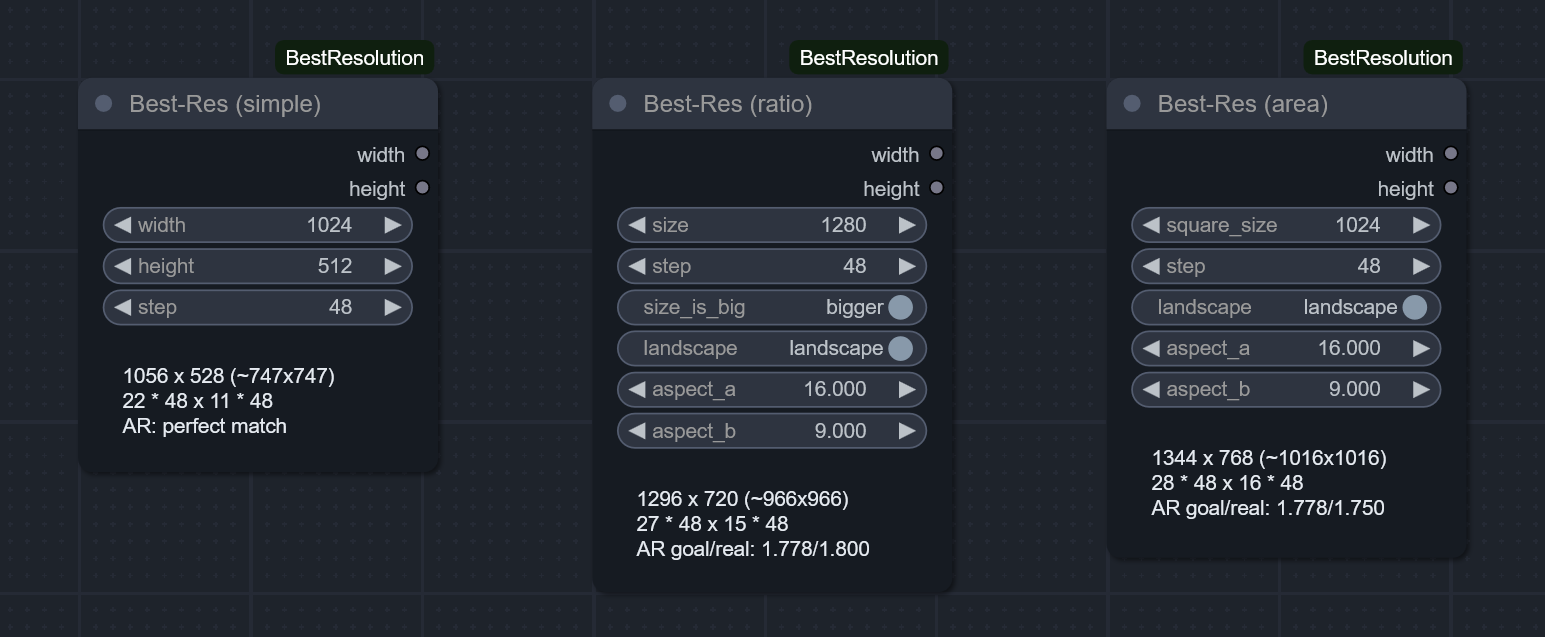 BestResolution
Best-Res (simple)
width
height
width 1024
height 512
step 48
1056 x 528 (~747x747)
22 * 48 x 11 * 48
AR: perfect match
BestResolution
Best-Res (ratio)
width
height
size 1280
step 48
size_is_big bigger
landscape landscape
aspect_a 16.000
aspect_b 9.000
1296 x 720 (~966x966)
27 * 48 x 15 * 48
AR goal/real: 1.778/1.800
BestResolution
Best-Res (area)
width
height
square_size 1024
step 48
landscape landscape
aspect_a 16.000
aspect_b 9.000
1344 x 768 (~1016x1016)
28 * 48 x 16 * 48
AR goal/real: 1.778/1.750